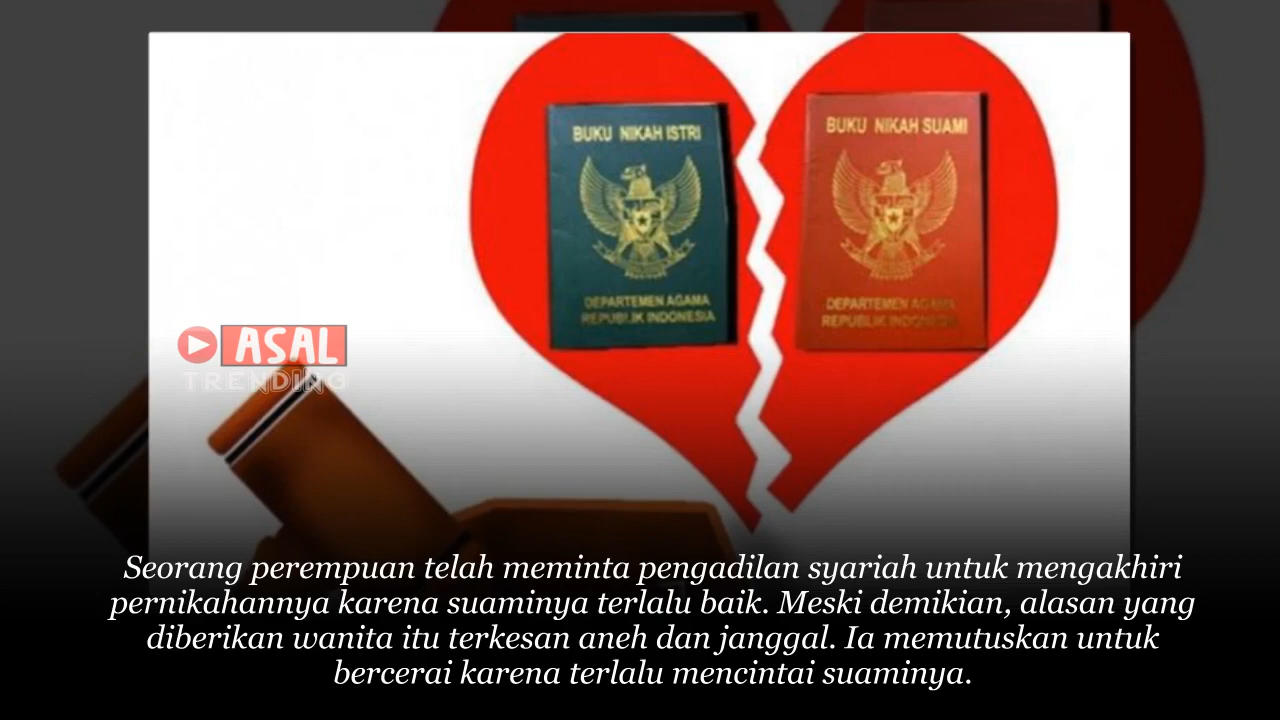 BUKU NIKAH ISTRI
DEPARTEMEN AGAMA
REPUBLIK INDONESIA
BUKU NIKAH SUAMI
DEPARTEMEN AGAMA
REPUBLIK INDONESIA
ASAL
TRENDING
Seorang perempuan telah meminta pengadilan syariah untuk mengakhiri
pernikahannya karena suaminya terlalu baik. Meski demikian, alasan yang
diberikan wanita itu terkesan aneh dan janggal. Ia memutuskan untuk
bercerai karena terlalu mencintai suaminya.